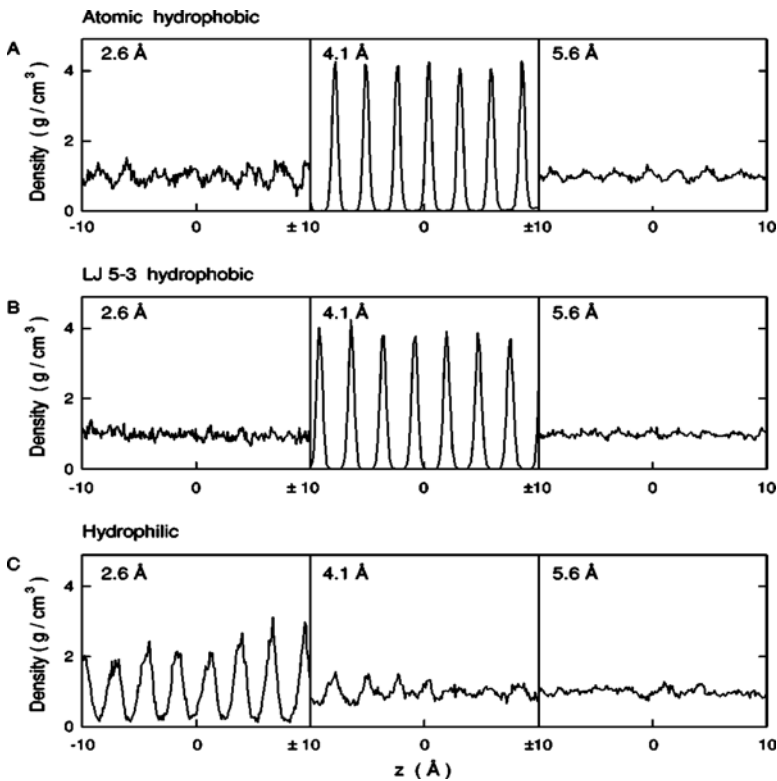 Atomic hydrophobic
A
2.6 Å 4.1 Å 5.6 Å
Density ( g / cm³ )
4
2
0
-10 0 ±10 0 ±10 0 10
LJ 5-3 hydrophobic
B
2.6 Å 4.1 Å 5.6 Å
Density ( g / cm³ )
4
2
0
-10 0 ±10 0 ±10 0 10
Hydrophilic
C
2.6 Å 4.1 Å 5.6 Å
Density ( g / cm³ )
4
2
0
-10 0 ±10 0 ±10 0 10
z ( Å )